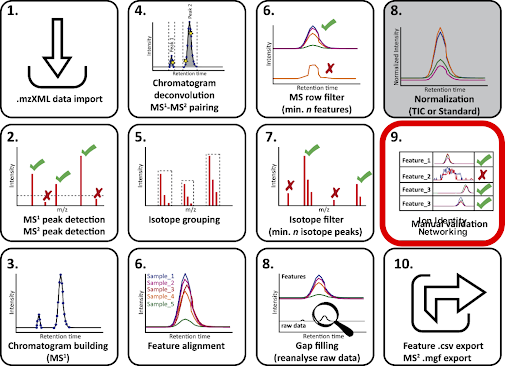 1.
.mzXML data import
4.
Intensity
Peak 1
Peak 2
Retention time
Chromatogram
deconvolution
MS¹-MS² pairing
6.
Intensity
Retention time
MS row filter
(min. n features)
8.
Normalized Intensity
Retention time
Normalization
(TIC or Standard)
2.
Intensity
m/z
MS¹ peak detection
MS² peak detection
5.
Intensity
m/z
Isotope grouping
7.
Intensity
m/z
Isotope filter
(min. n isotope peaks)
9.
Feature_1
Feature_2
Feature_3
Feature_3
Ion Identity
Manual validation
Networking
3.
Intensity
Retention time
Chromatogram building
(MS¹)
6.
Sample_1
Sample_2
Sample_3
Sample_4
Sample_5
Intensity
Retention time
Feature alignment
8.
Features
Intensity
raw data
Retention time
Gap filling
(reanalyse raw data)
10.
Feature .csv export
MS² .mgf export